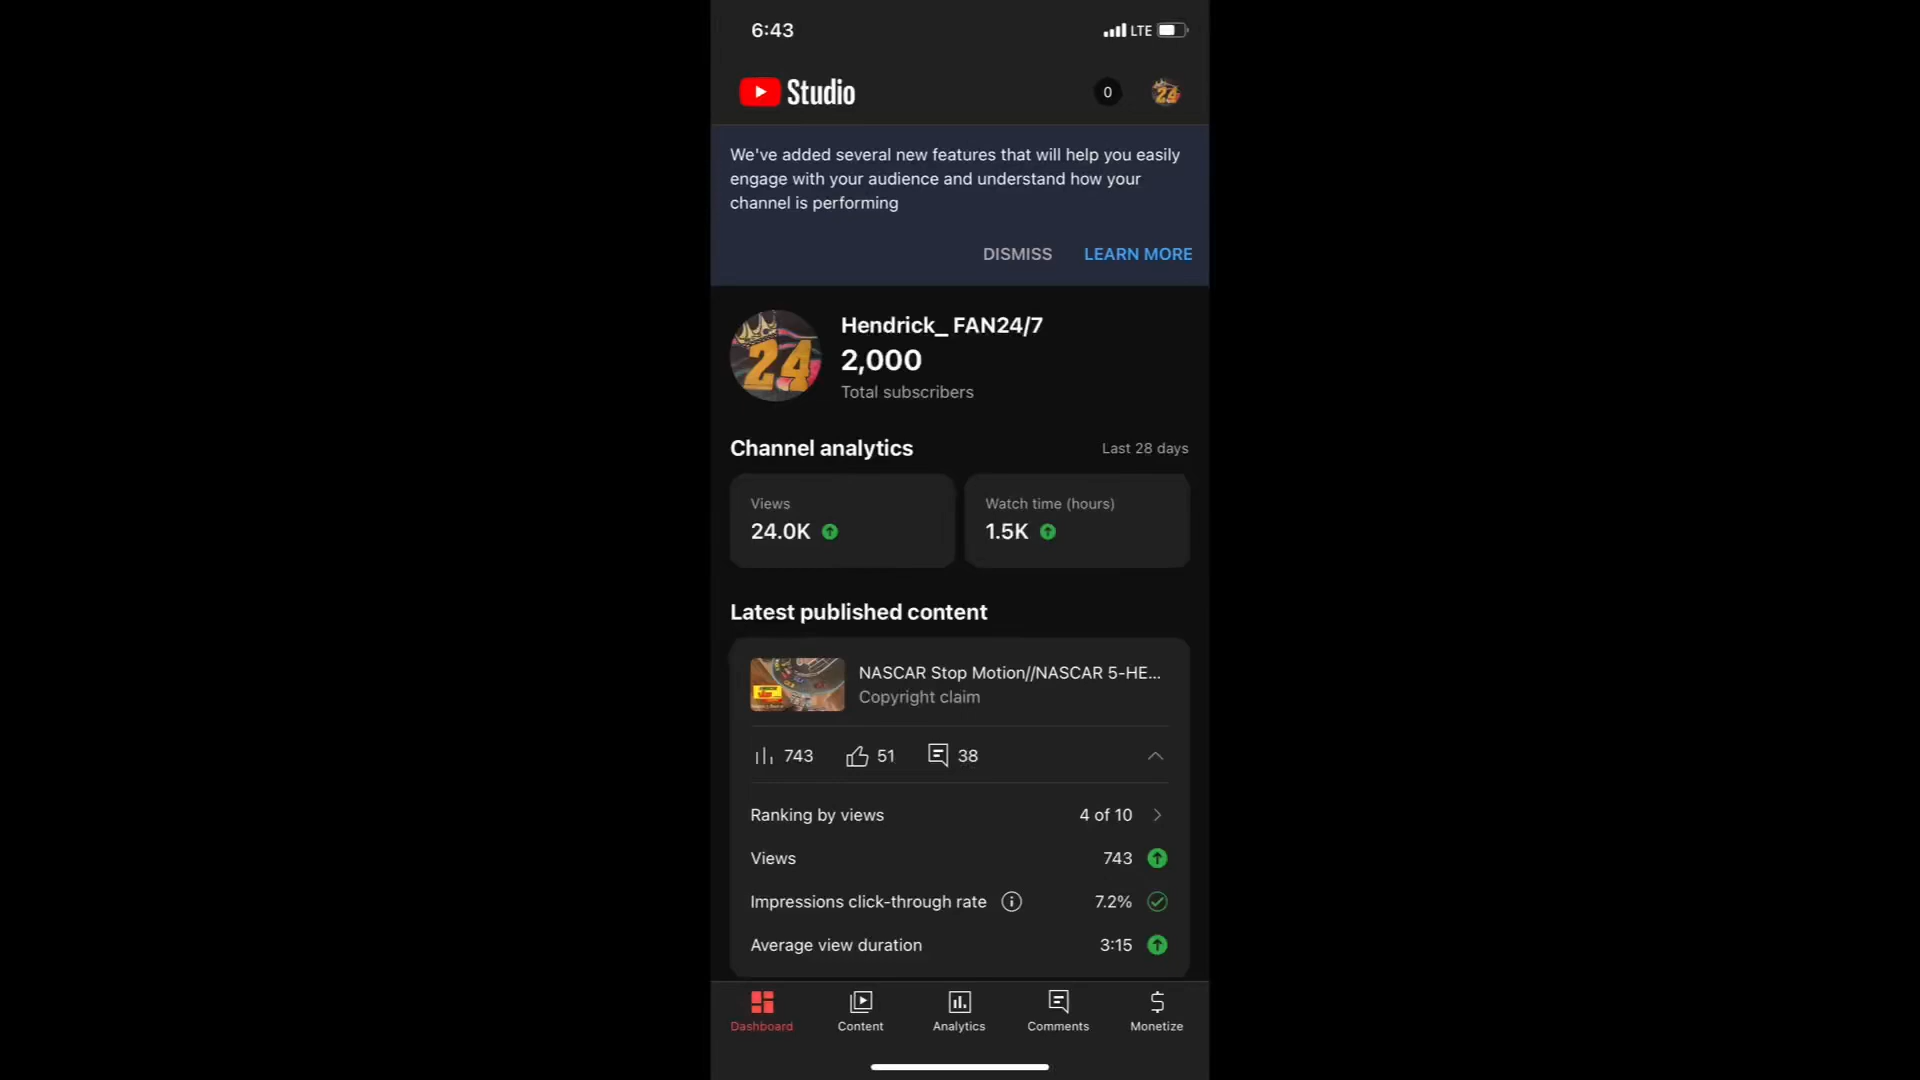 6:43
LTE
Studio
0
24
We've added several new features that will help you easily
engage with your audience and understand how your
channel is performing
DISMISS
LEARN MORE
24
Hendrick_ FAN24/7
2,000
Total subscribers
Channel analytics
Last 28 days
Views
24.0K
Watch time (hours)
1.5K
Latest published content
NASCAR Stop Motion//NASCAR 5-HE...
Copyright claim
743
51
38
Ranking by views
4 of 10
Views
743
Impressions click-through rate
7.2%
Average view duration
3:15
Dashboard
Content
Analytics
Comments
Monetize